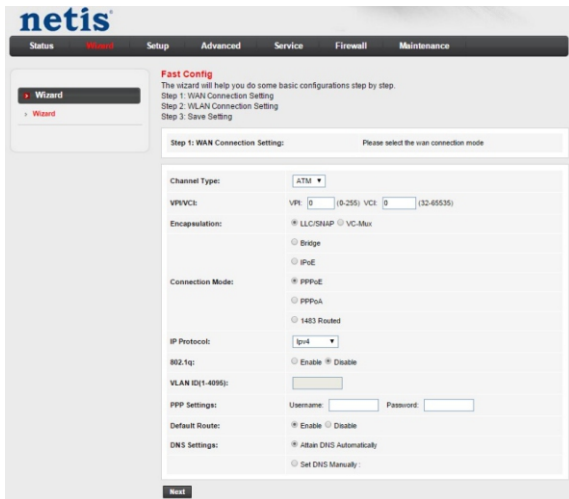 netis
Status Wizard Setup Advanced Service Firewall Maintenance
Wizard
Wizard
Fast Config
The wizard will help you do some basic configurations step by step.
Step 1: WAN Connection Setting
Step 2: WLAN Connection Setting
Step 3: Save Setting
Step 1: WAN Connection Setting: Please select the wan connection mode
Channel Type: ATM
VPI/VCI: VPI: 0 (0-255) VCI: 0 (32-65535)
Encapsulation: LLC/SNAP VC-Mux
Bridge
IPoE
Connection Mode: PPPoE
PPPoA
1483 Routed
IP Protocol: Ipv4
802.1q: Enable Disable
VLAN ID(1-4095):
PPP Settings: Username: Password:
Default Route: Enable Disable
DNS Settings: Attain DNS Automatically
Set DNS Manually :
Next